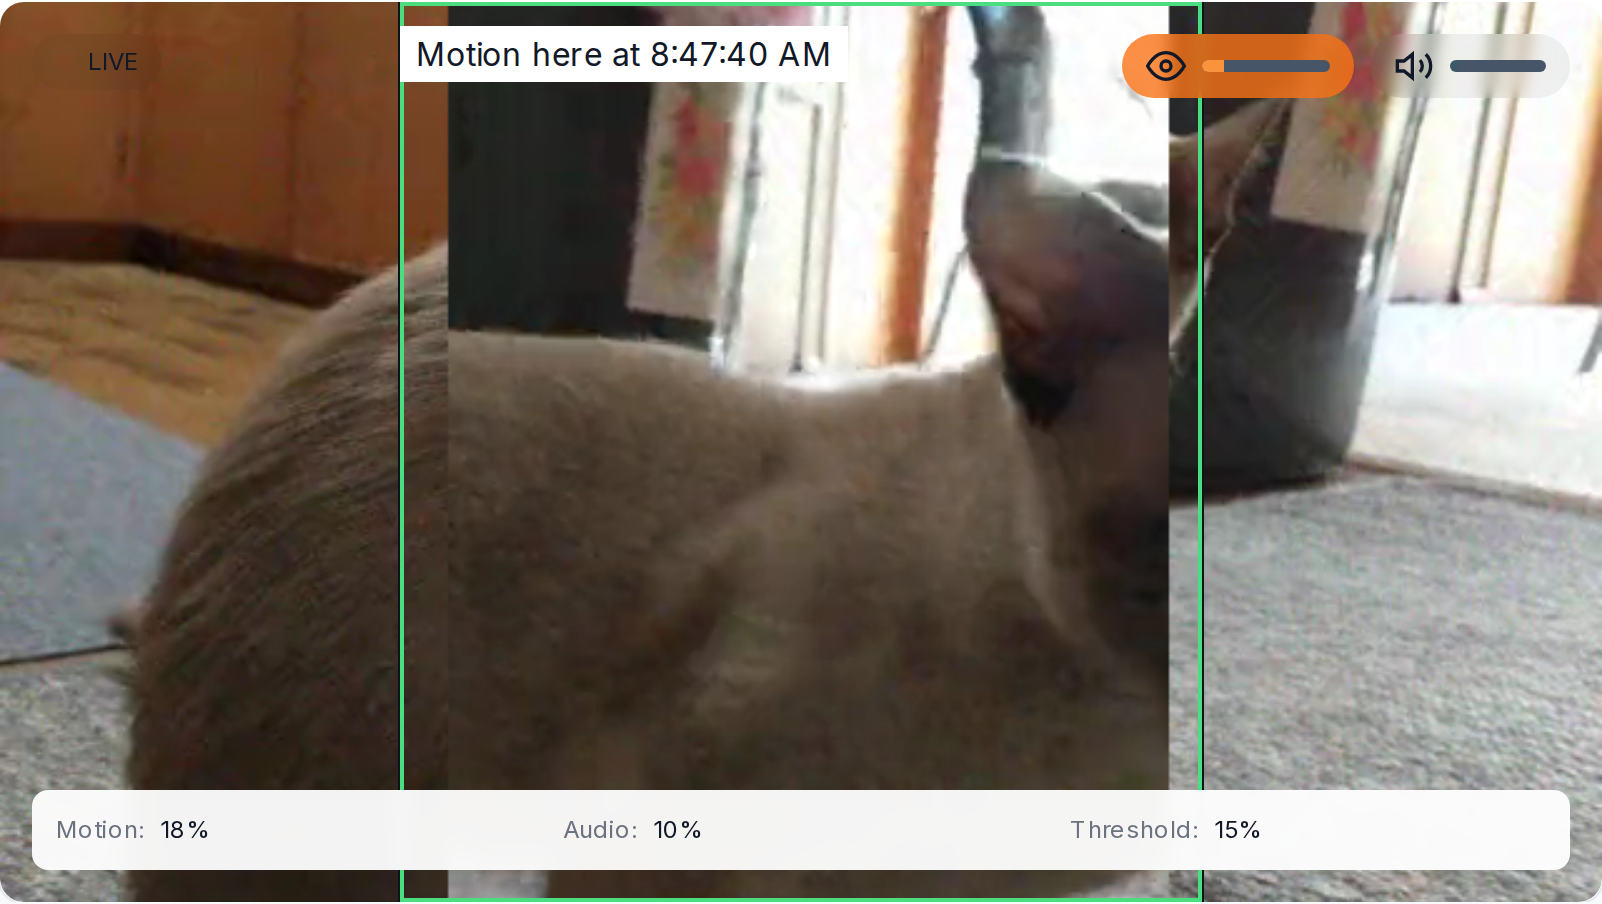 LIVE
Motion here at 8:47:40 AM
Motion: 18%
Audio: 10%
Threshold: 15%